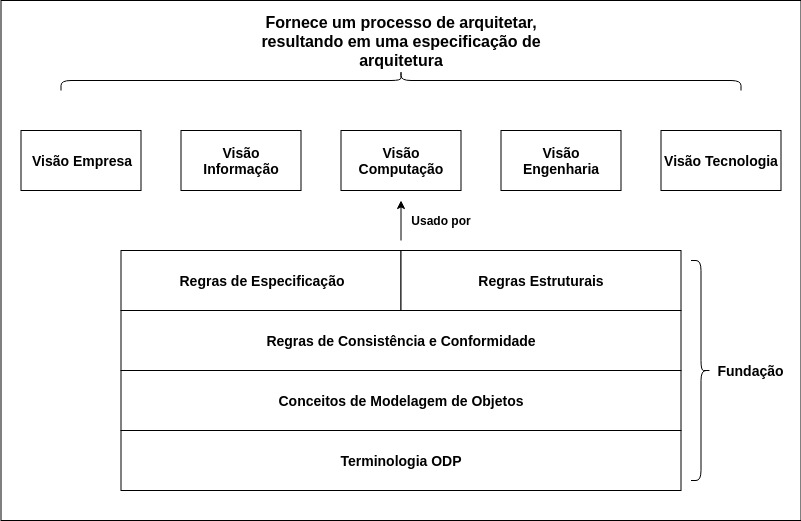 Fornece um processo de arquitetar,
resultando em uma especificação de
arquitetura
Visão Empresa
Visão
Informação
Visão
Computação
Visão
Engenharia
Visão Tecnologia
Usado por
Regras de Especificação
Regras Estruturais
Regras de Consistência e Conformidade
Conceitos de Modelagem de Objetos
Terminologia ODP
Fundação